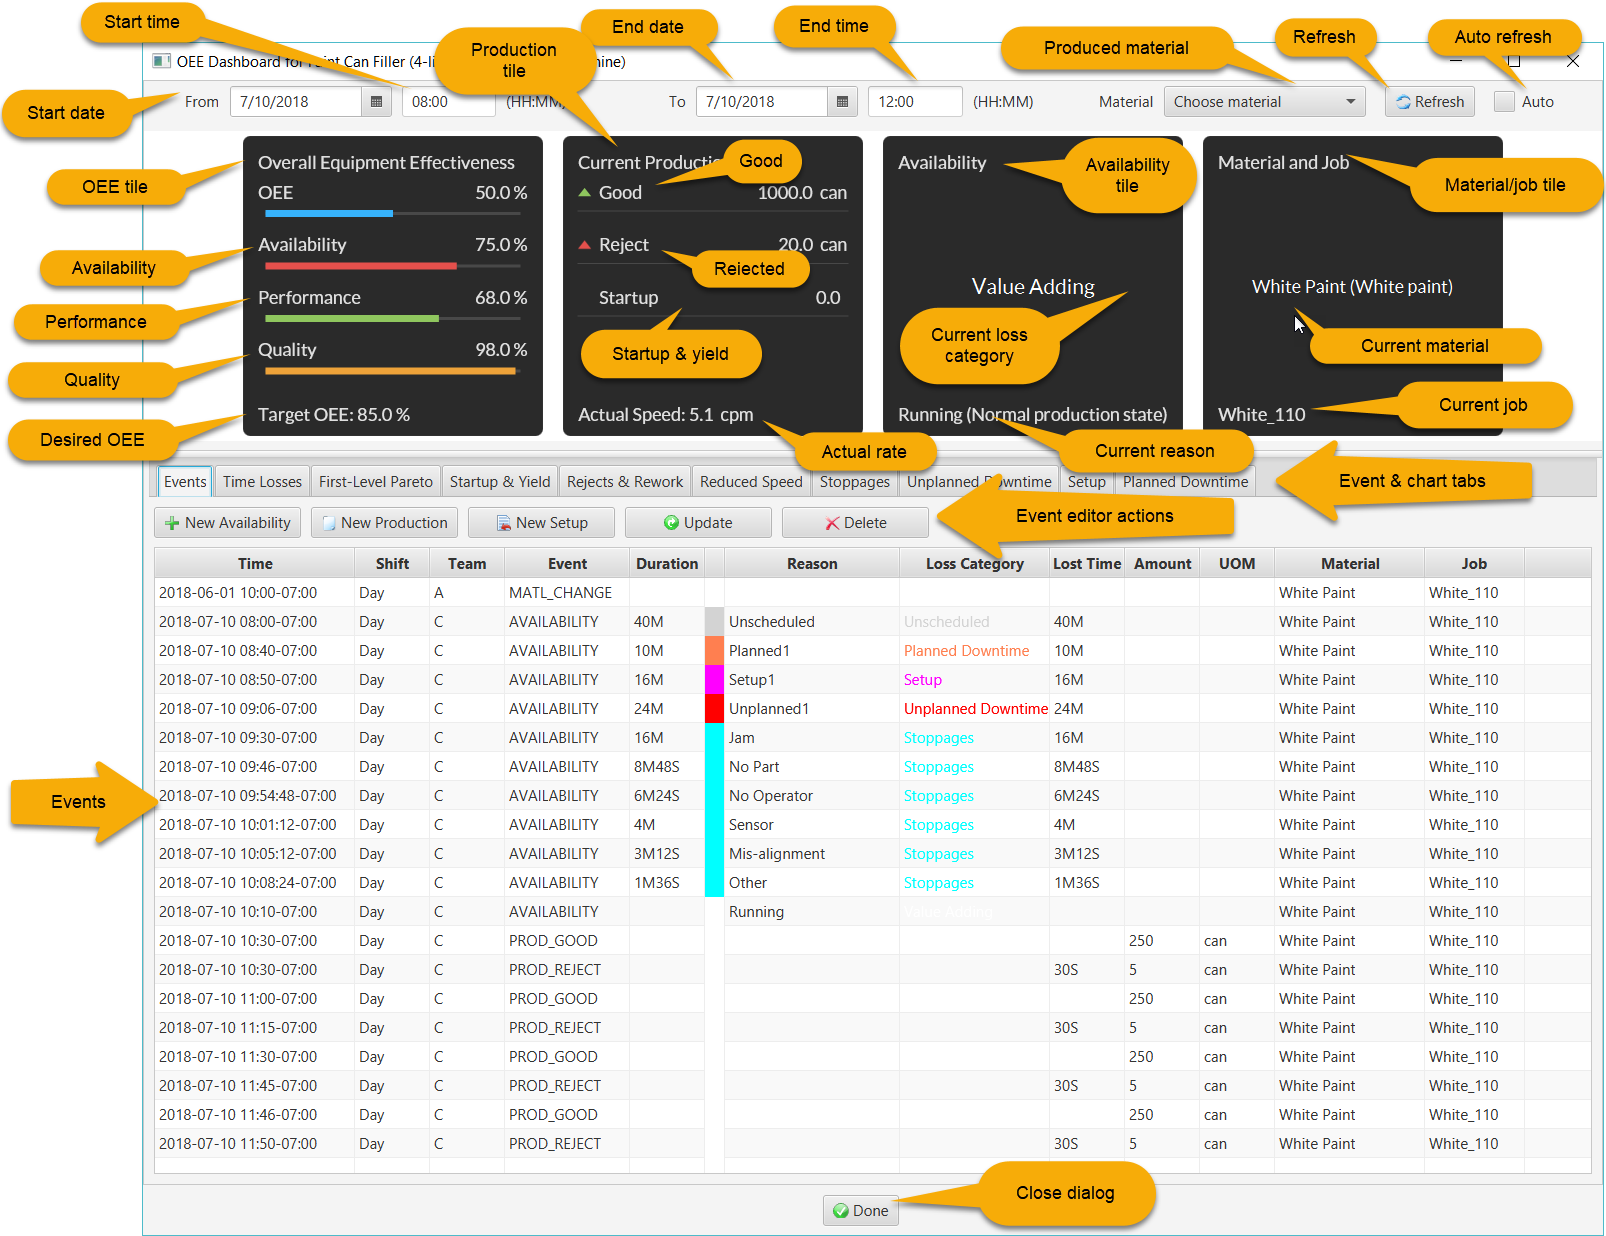 Start time
End date
End time
Production
tile
Produced material
Refresh
Auto refresh
OEE Dashboard for Paint Can Filler (4-li
Start date
From 7/10/2018 08:00 (HH:MM) To 7/10/2018 12:00 (HH:MM) Material Choose material Refresh Auto
OEE tile
Overall Equipment Effectiveness
OEE 50.0 %
Availability 75.0 %
Performance 68.0 %
Quality 98.0 %
Target OEE: 85.0 %
Availability
Performance
Quality
Desired OEE
Current Production
Good
Good 1000.0 can
Reject 20.0 can
Rejected
Startup 0.0
Startup & yield
Actual Speed: 5.1 cpm
Actual rate
Availability
Availability
tile
Value Adding
Current loss
category
Running (Normal production state)
Current reason
Material and Job
Material/job tile
White Paint (White paint)
Current material
White_110
Current job
Events Time Losses First-Level Pareto Startup & Yield Rejects & Rework Reduced Speed Stoppages Unplanned Downtime Setup Planned Downtime
Event & chart tabs
New Availability New Production New Setup Update Delete
Event editor actions
Time Shift Team Event Duration Reason Loss Category Lost Time Amount UOM Material Job
2018-06-01 10:00-07:00 Day A MATL_CHANGE White Paint White_110
2018-07-10 08:00-07:00 Day C AVAILABILITY 40M Unscheduled Unscheduled 40M White Paint White_110
2018-07-10 08:40-07:00 Day C AVAILABILITY 10M Planned1 Planned Downtime 10M White Paint White_110
2018-07-10 08:50-07:00 Day C AVAILABILITY 16M Setup1 Setup 16M White Paint White_110
2018-07-10 09:06-07:00 Day C AVAILABILITY 24M Unplanned1 Unplanned Downtime 24M White Paint White_110
2018-07-10 09:30-07:00 Day C AVAILABILITY 16M Jam Stoppages 16M White Paint White_110
2018-07-10 09:46-07:00 Day C AVAILABILITY 8M48S No Part Stoppages 8M48S White Paint White_110
2018-07-10 09:54:48-07:00 Day C AVAILABILITY 6M24S No Operator Stoppages 6M24S White Paint White_110
2018-07-10 10:01:12-07:00 Day C AVAILABILITY 4M Sensor Stoppages 4M White Paint White_110
2018-07-10 10:05:12-07:00 Day C AVAILABILITY 3M12S Mis-alignment Stoppages 3M12S White Paint White_110
2018-07-10 10:08:24-07:00 Day C AVAILABILITY 1M36S Other Stoppages 1M36S White Paint White_110
2018-07-10 10:10-07:00 Day C AVAILABILITY Running Value Adding White Paint White_110
2018-07-10 10:30-07:00 Day C PROD_GOOD 250 can White Paint White_110
2018-07-10 10:30-07:00 Day C PROD_REJECT 30S 5 can White Paint White_110
2018-07-10 11:00-07:00 Day C PROD_GOOD 250 can White Paint White_110
2018-07-10 11:15-07:00 Day C PROD_REJECT 30S 5 can White Paint White_110
2018-07-10 11:30-07:00 Day C PROD_GOOD 250 can White Paint White_110
2018-07-10 11:45-07:00 Day C PROD_REJECT 30S 5 can White Paint White_110
2018-07-10 11:46-07:00 Day C PROD_GOOD 250 can White Paint White_110
2018-07-10 11:50-07:00 Day C PROD_REJECT 30S 5 can White Paint White_110
Events
Done
Close dialog